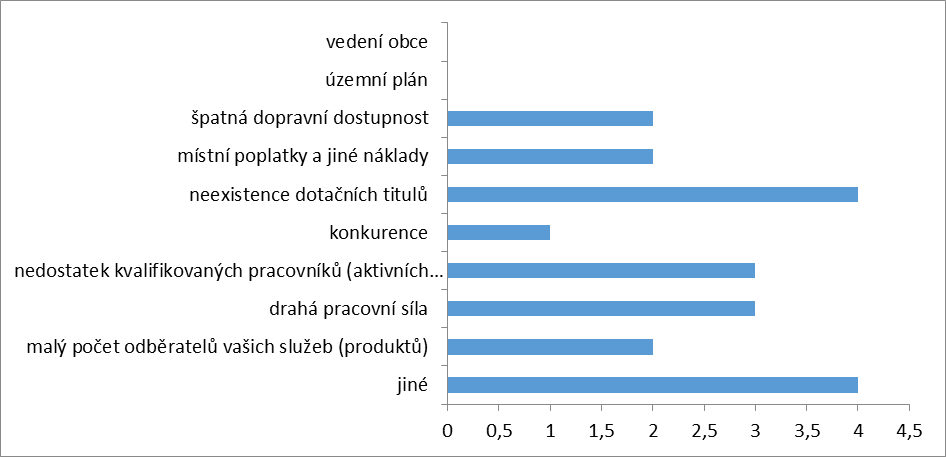 vedení obce
územní plán
špatná dopravní dostupnost
místní poplatky a jiné náklady
neexistence dotačních titulů
konkurence
nedostatek kvalifikovaných pracovníků (aktivních...
drahá pracovní síla
malý počet odběratelů vašich služeb (produktů)
jiné
0 0,5 1 1,5 2 2,5 3 3,5 4 4,5